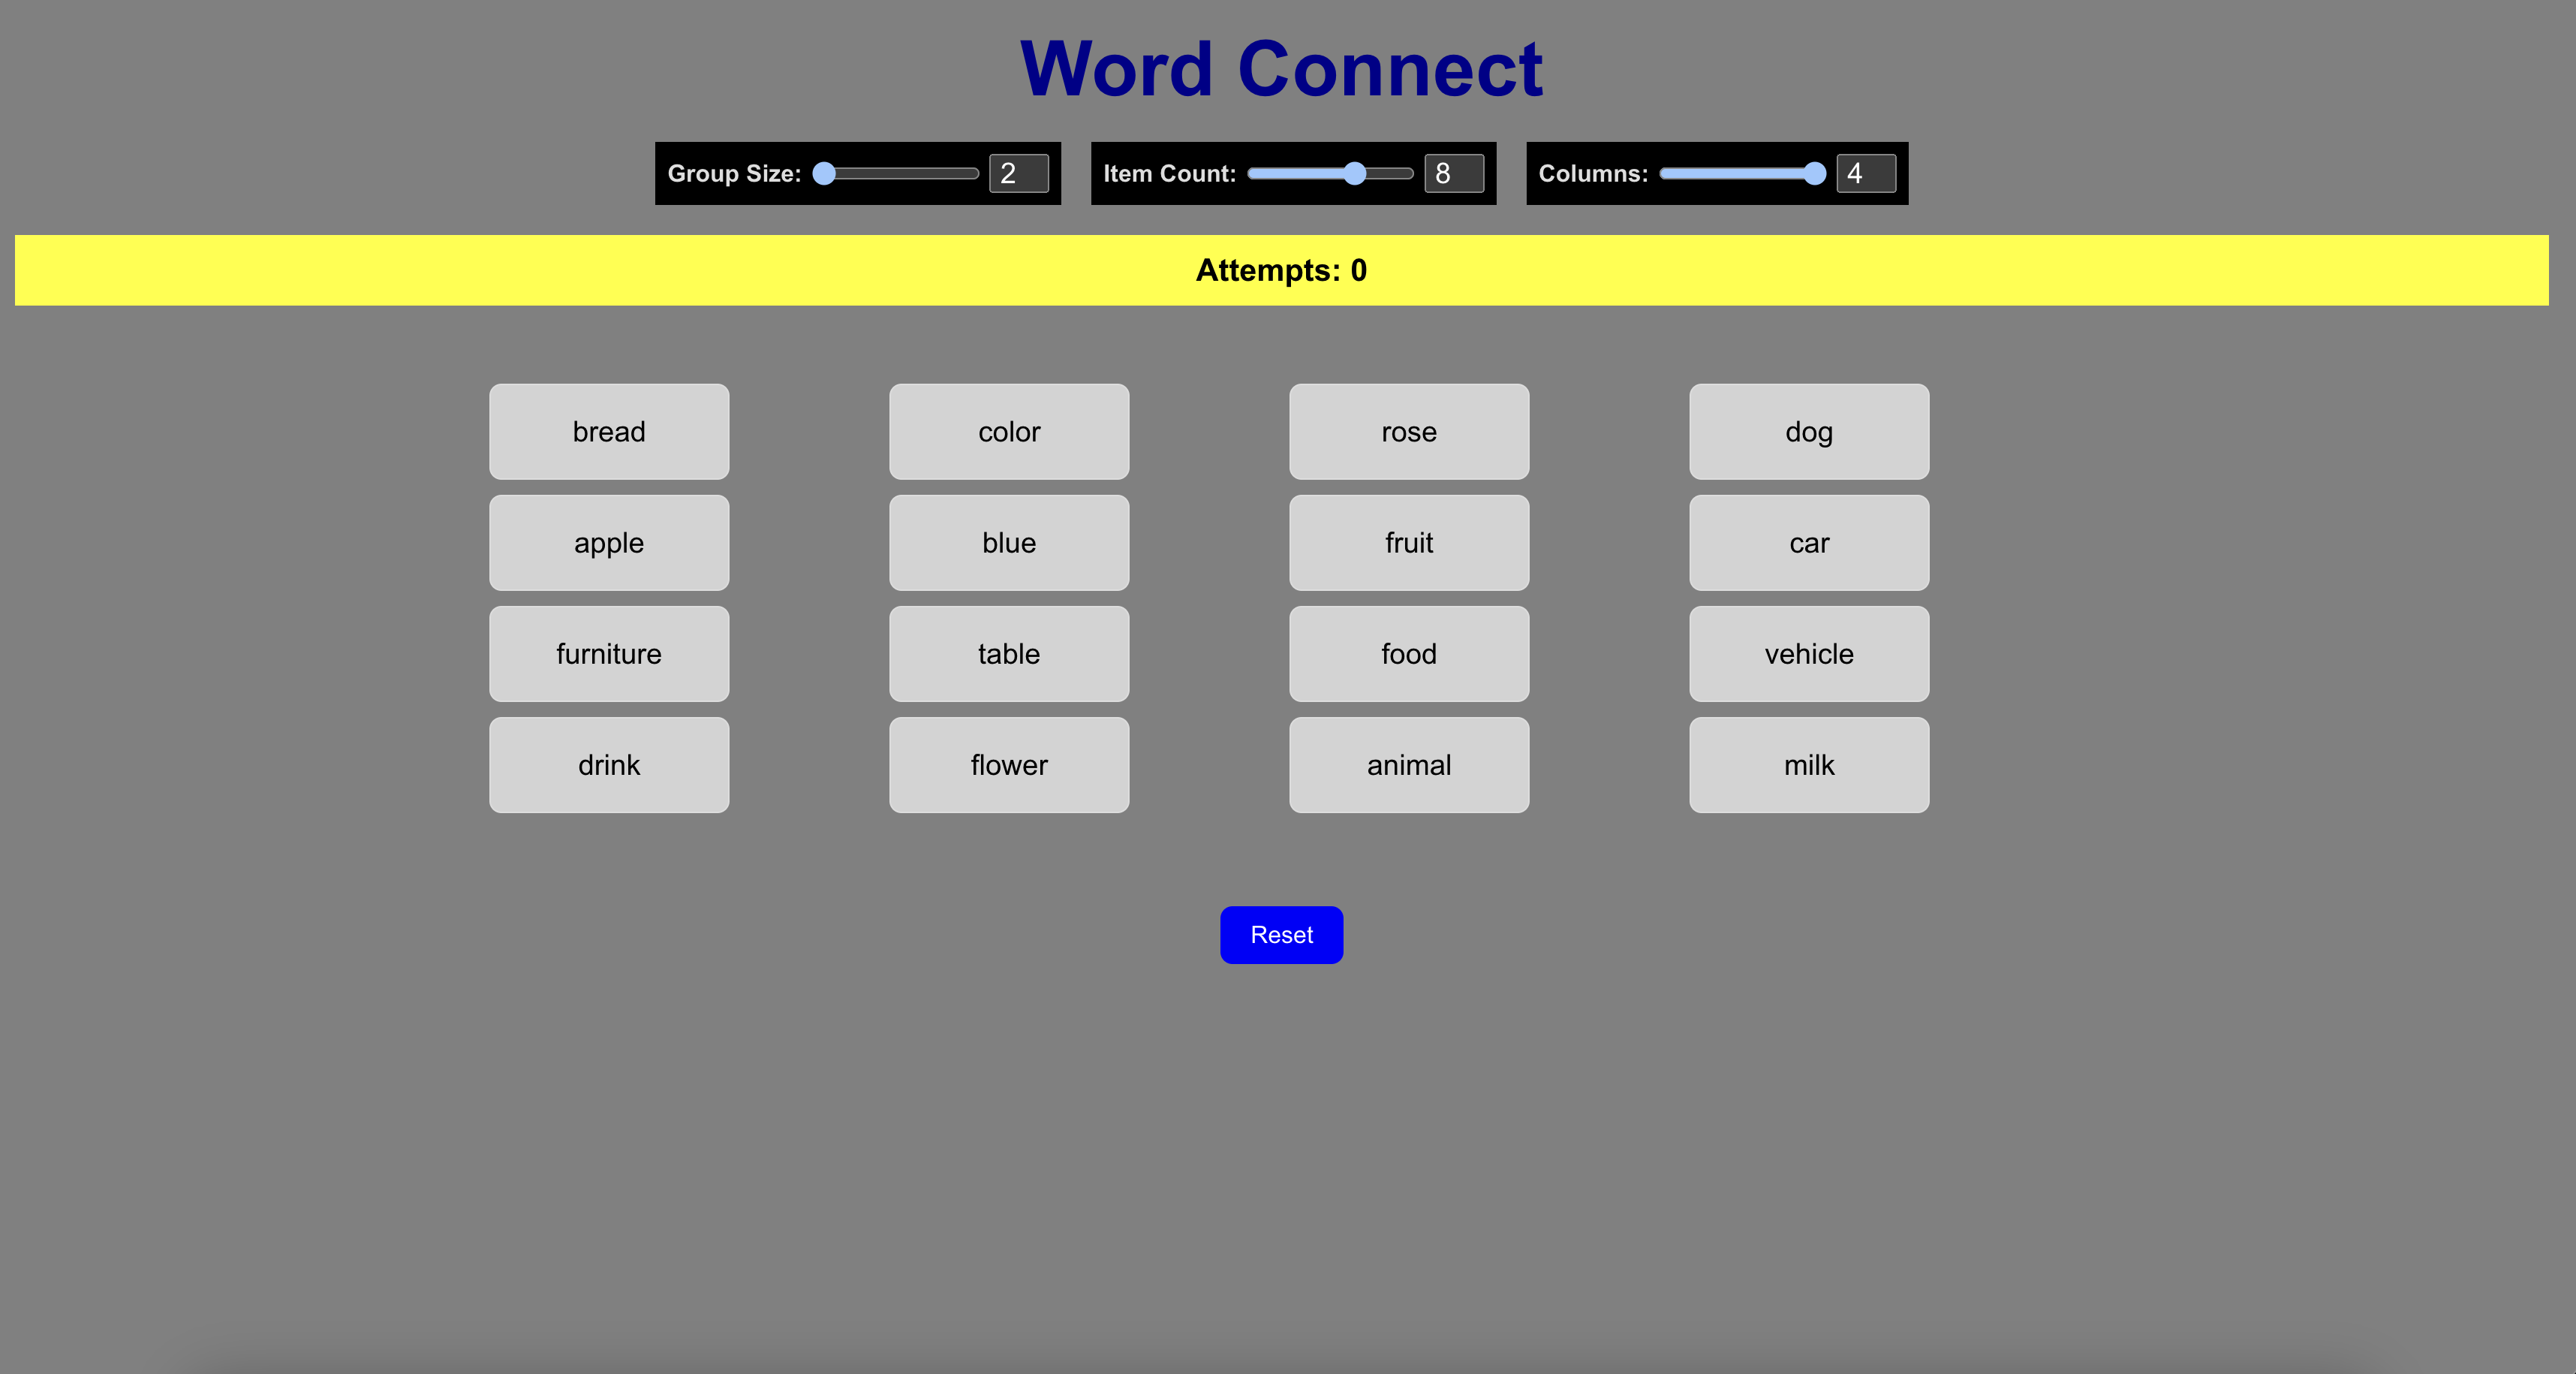 Word Connect
Group Size: 2 Item Count: 8 Columns: 4
Attempts: 0
bread color rose dog
apple blue fruit car
furniture table food vehicle
drink flower animal milk
Reset